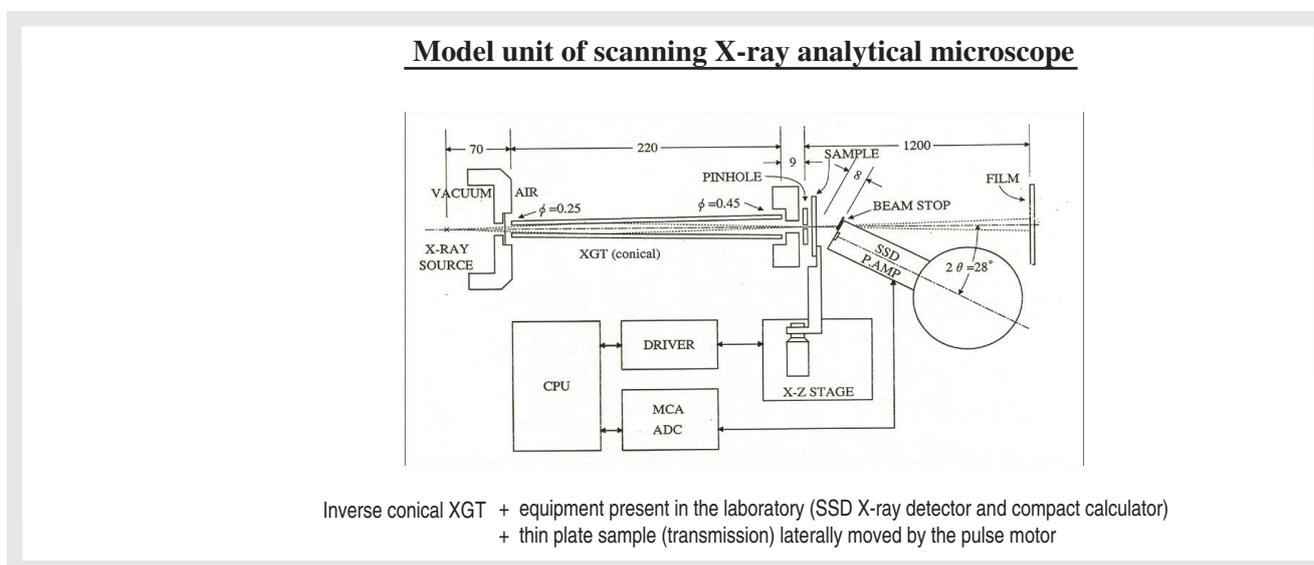 Model unit of scanning X-ray analytical microscope
70
220
9
SAMPLE
1200
8
PINHOLE
FILM
VACUUM
AIR
ϕ=0.25
ϕ=0.45
BEAM STOP
X-RAY
SOURCE
XGT (conical)
SSD
P.AMP
2 θ =28°
DRIVER
CPU
X-Z STAGE
MCA
ADC
Inverse conical XGT + equipment present in the laboratory (SSD X-ray detector and compact calculator)
+ thin plate sample (transmission) laterally moved by the pulse motor